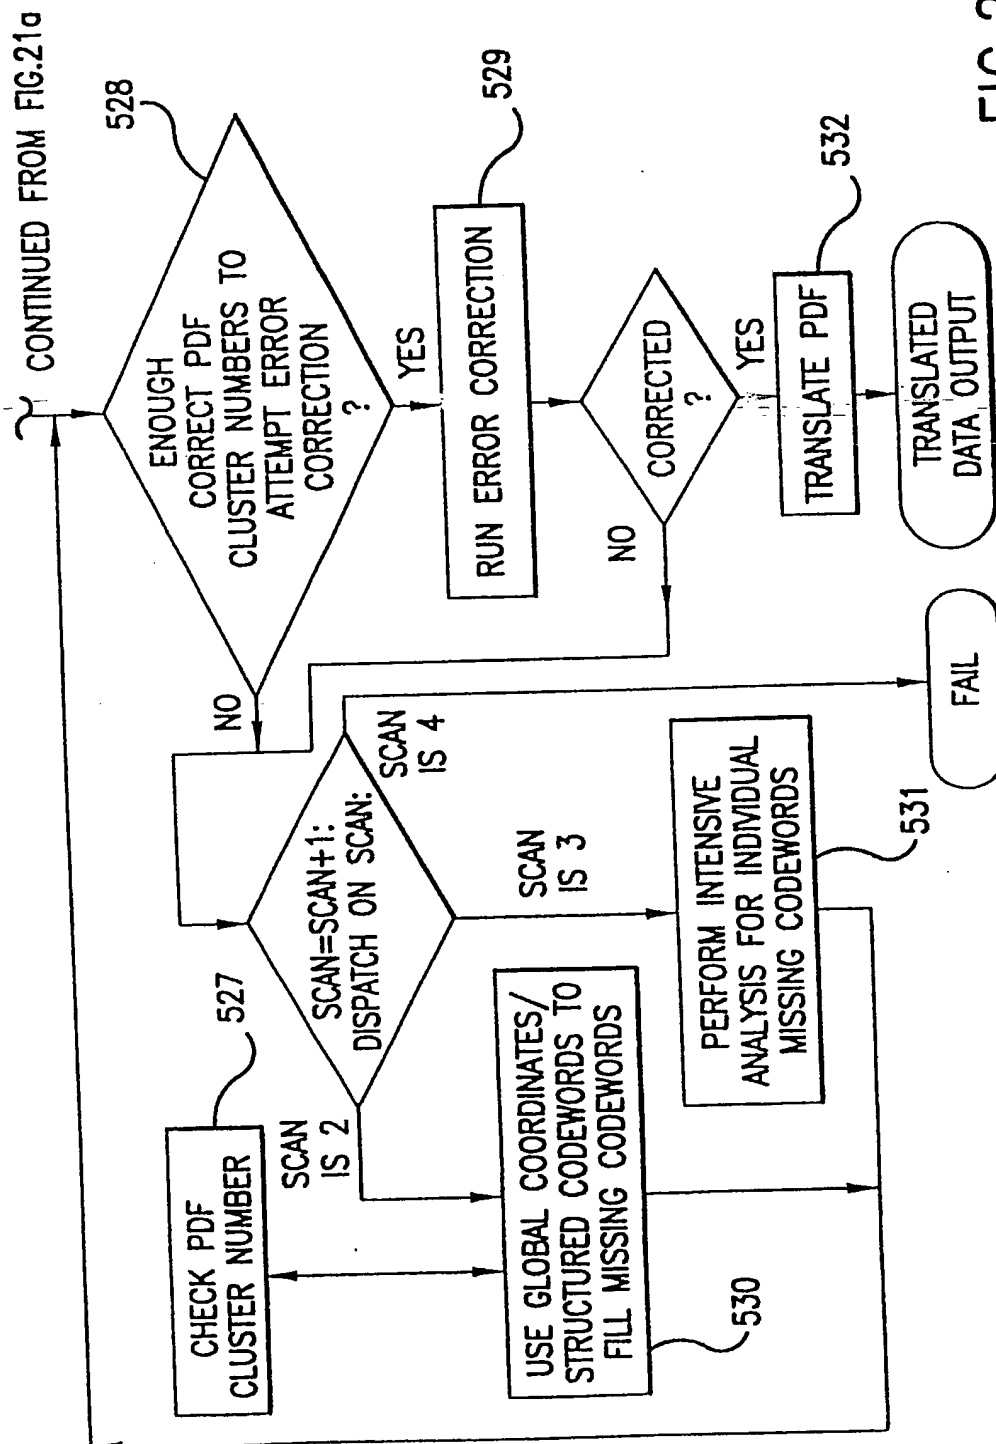 CONTINUED FROM FIG.21a
528
ENOUGH
CORRECT PDF
CLUSTER NUMBERS TO
ATTEMPT ERROR
CORRECTION
?
NO
YES
529
RUN ERROR CORRECTION
CORRECTED
?
NO
YES
532
TRANSLATE PDF
TRANSLATED
DATA OUTPUT
527
CHECK PDF
CLUSTER NUMBER
SCAN=SCAN+1:
DISPATCH ON SCAN:
SCAN
IS 2
SCAN
IS 3
SCAN
IS 4
USE GLOBAL COORDINATES/
STRUCTURED CODEWORDS TO
FILL MISSING CODEWORDS
530
PERFORM INTENSIVE
ANALYSIS FOR INDIVIDUAL
MISSING CODEWORDS
531
FAIL